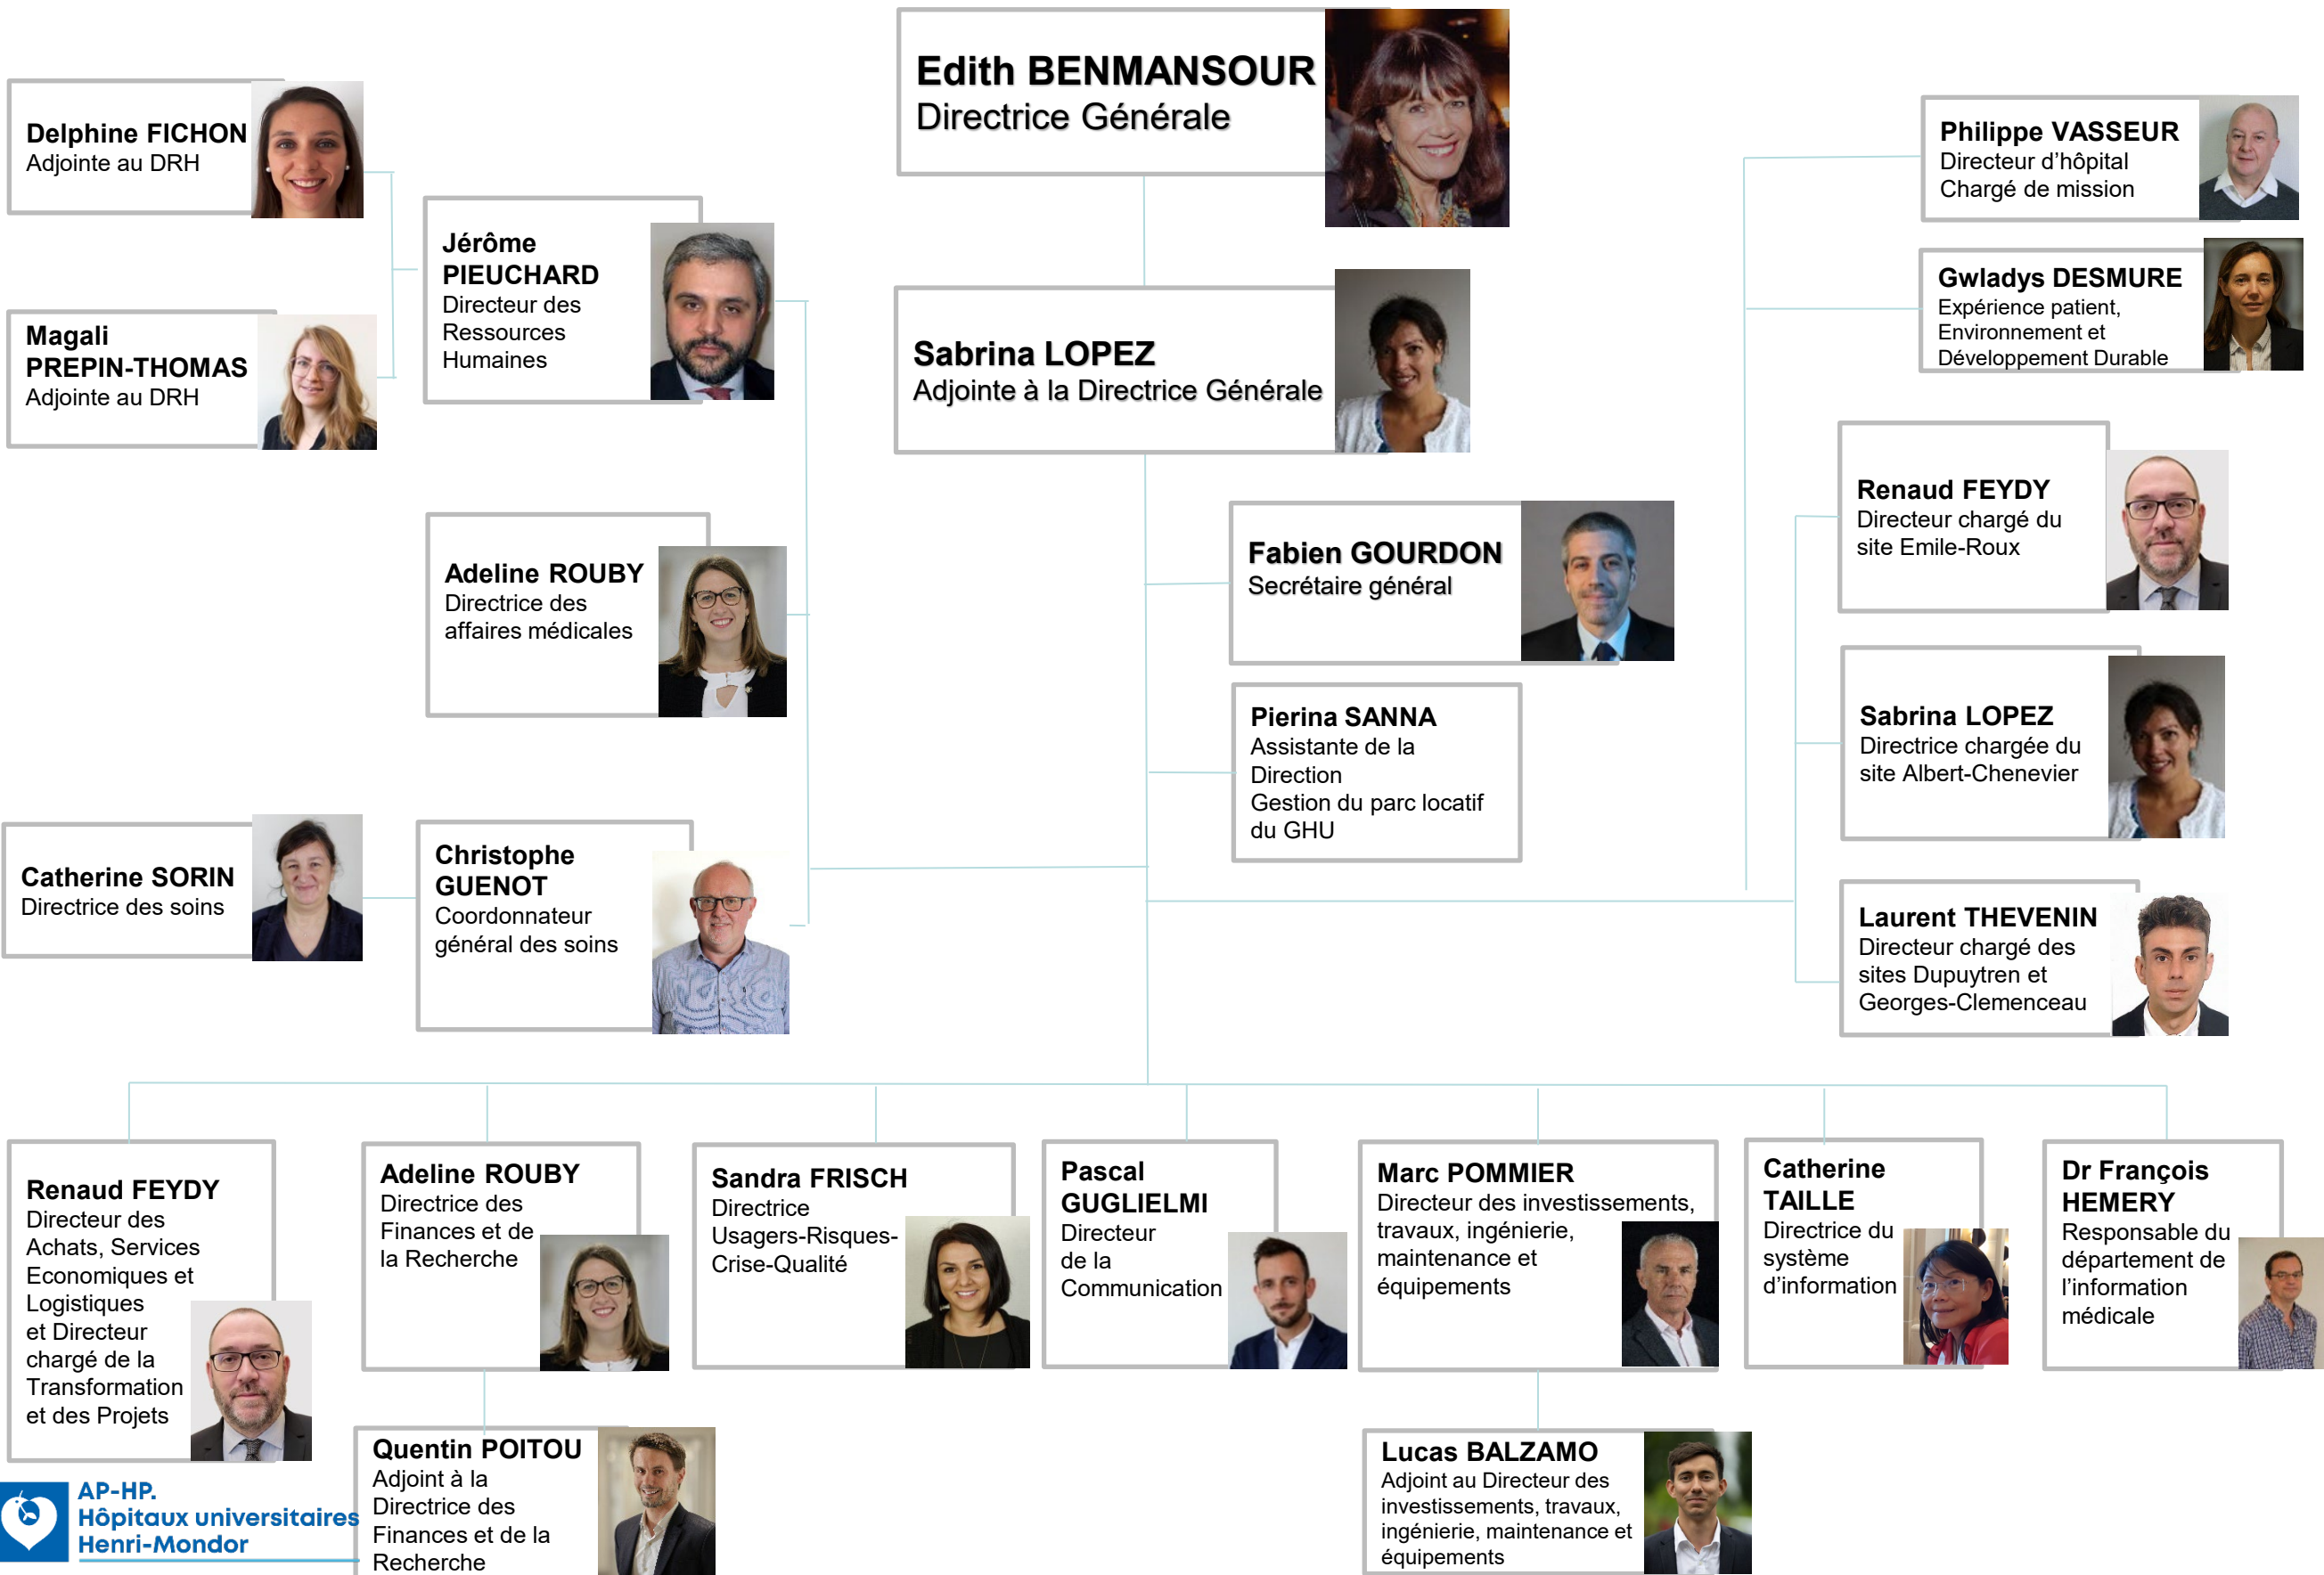 Edith BENMANSOUR
Directrice Générale
Delphine FICHON
Adjointe au DRH
Magali
PREPIN-THOMAS
Adjointe au DRH
Jérôme
PIEUCHARD
Directeur des
Ressources
Humaines
Sabrina LOPEZ
Adjointe à la Directrice Générale
Philippe VASSEUR
Directeur d’hôpital
Chargé de mission
Gwladys DESMURE
Expérience patient,
Environnement et
Développement Durable
Adeline ROUBY
Directrice des
affaires médicales
Fabien GOURDON
Secrétaire général
Renaud FEYDY
Directeur chargé du
site Emile-Roux
Pierina SANNA
Assistante de la
Direction
Gestion du parc locatif
du GHU
Sabrina LOPEZ
Directrice chargée du
site Albert-Chenevier
Catherine SORIN
Directrice des soins
Christophe
GUENOT
Coordonnateur
général des soins
Laurent THEVENIN
Directeur chargé des
sites Dupuytren et
Georges-Clemenceau
Renaud FEYDY
Directeur des
Achats, Services
Economiques et
Logistiques
et Directeur
chargé de la
Transformation
et des Projets
Adeline ROUBY
Directrice des
Finances et de
la Recherche
Sandra FRISCH
Directrice
Usagers-Risques-
Crise-Qualité
Pascal
GUGLIELMI
Directeur
de la
Communication
Marc POMMIER
Directeur des investissements,
travaux, ingénierie,
maintenance et
équipements
Catherine
TAILLE
Directrice du
système
d’information
Dr François
HEMERY
Responsable du
département de
l’information
médicale
Quentin POITOU
Adjoint à la
Directrice des
Finances et de la
Recherche
Lucas BALZAMO
Adjoint au Directeur des
investissements, travaux,
ingénierie, maintenance et
équipements
AP-HP.
Hôpitaux universitaires
Henri-Mondor